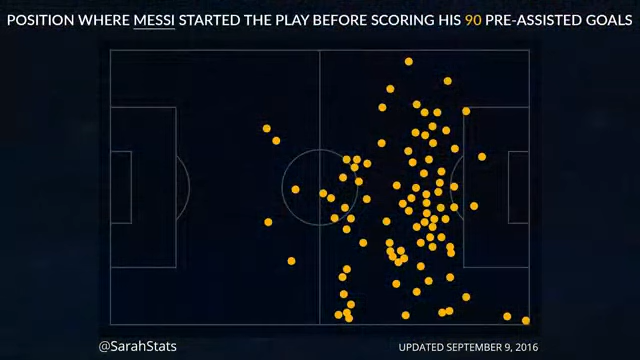 POSITION WHERE MESSI STARTED THE PLAY BEFORE SCORING HIS 90 PRE-ASSISTED GOALS
@SarahStats
UPDATED SEPTEMBER 9, 2016